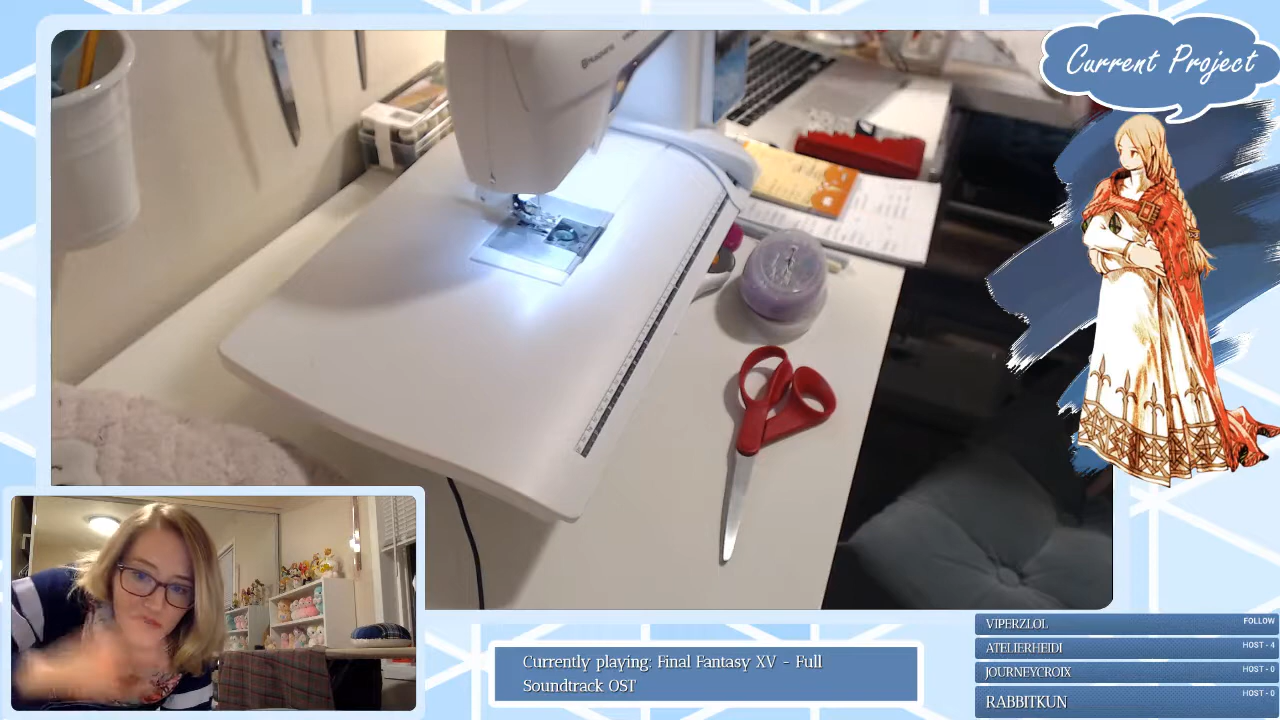 Current Project
VIPERZLOL
FOLLOW
ATELIERHEIDI
HOST - 4
JOURNEYCROIX
HOST - 0
RABBITKUN
HOST - 0
Currently playing: Final Fantasy XV - Full
Soundtrack OST